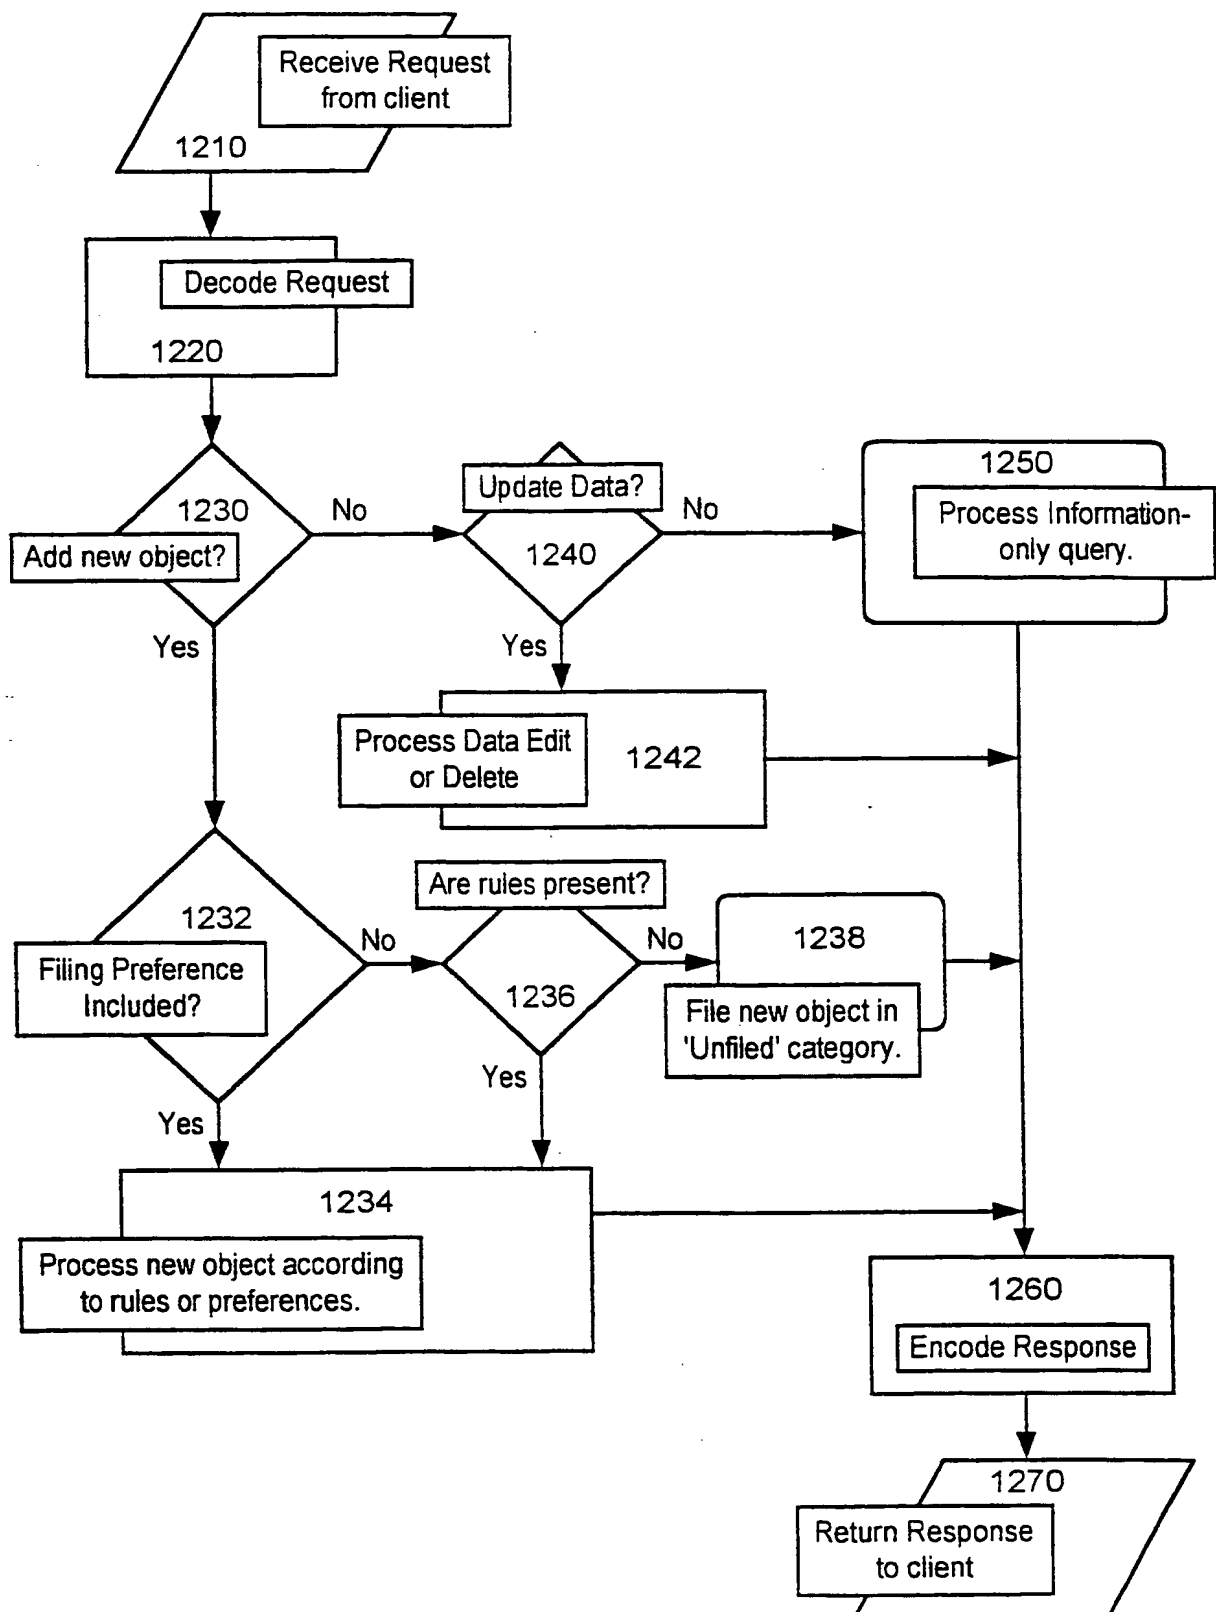 Receive Request
from client
1210
Decode Request
1220
1230
Add new object?
No
Yes
Update Data?
1240
No
Yes
1250
Process Information-
only query.
Process Data Edit
or Delete
1242
1232
Filing Preference
Included?
No
Yes
Are rules present?
1236
No
Yes
1238
File new object in
'Unfiled' category.
1234
Process new object according
to rules or preferences.
1260
Encode Response
1270
Return Response
to client